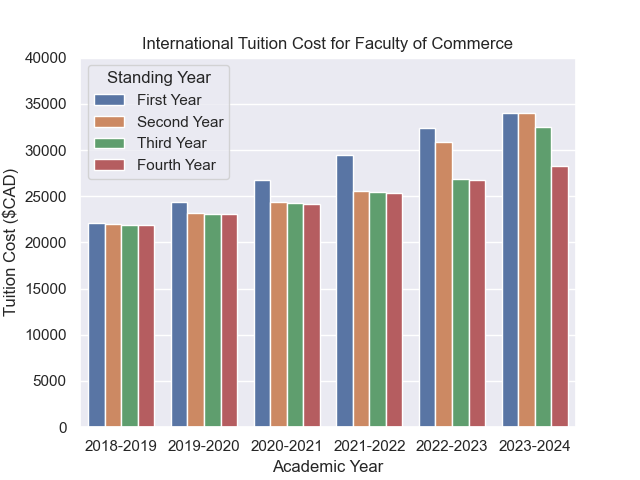 International Tuition Cost for Faculty of Commerce
40000
35000
30000
25000
20000
15000
10000
5000
0
Tuition Cost ($CAD)
Standing Year
First Year
Second Year
Third Year
Fourth Year
2018-2019 2019-2020 2020-2021 2021-2022 2022-2023 2023-2024
Academic Year